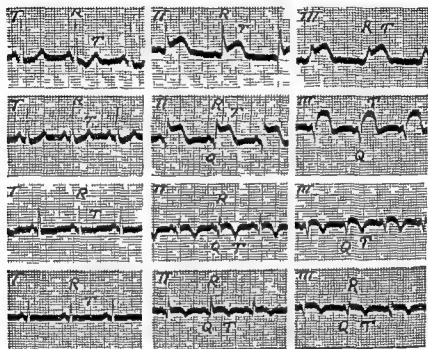 I R T
II R T
III R T
I R T
II R T Q
III T Q
I R T
II R Q T
III Q T
I R T
II R Q T
III R Q T